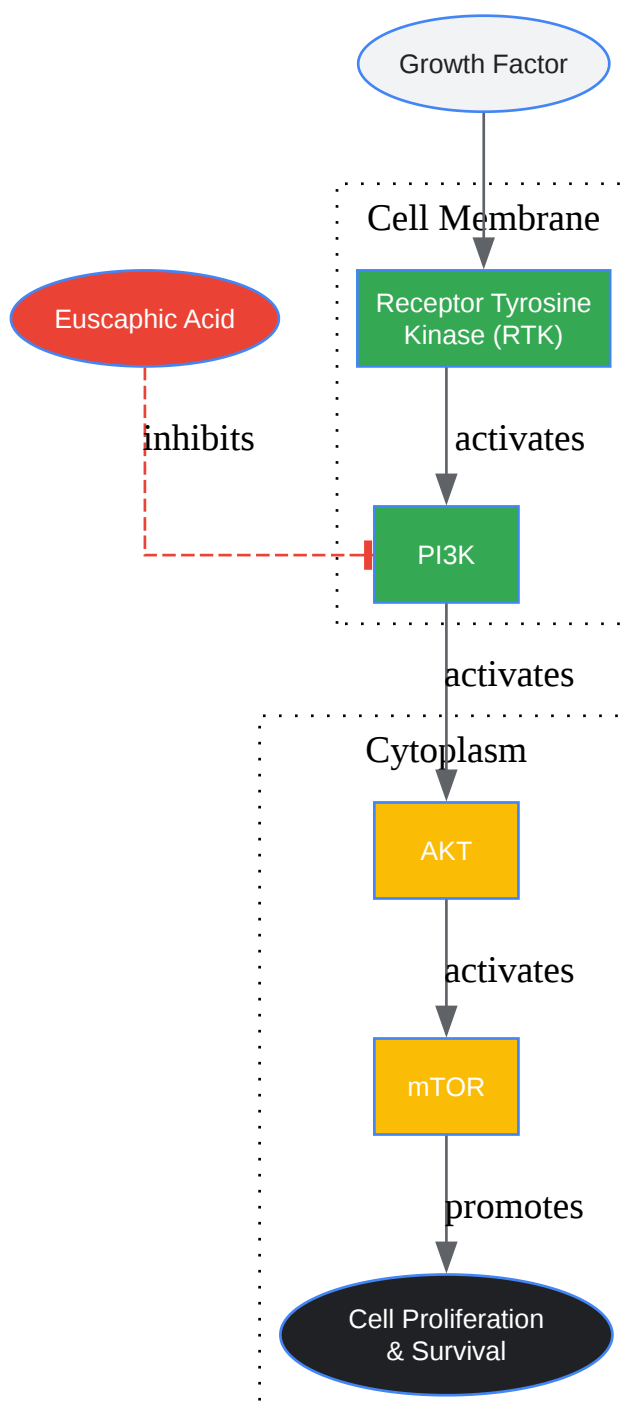 Growth Factor
Cell Membrane
Receptor Tyrosine
Kinase (RTK)
Euscaphic Acid
inhibits
activates
PI3K
activates
Cytoplasm
AKT
activates
mTOR
promotes
Cell Proliferation
& Survival